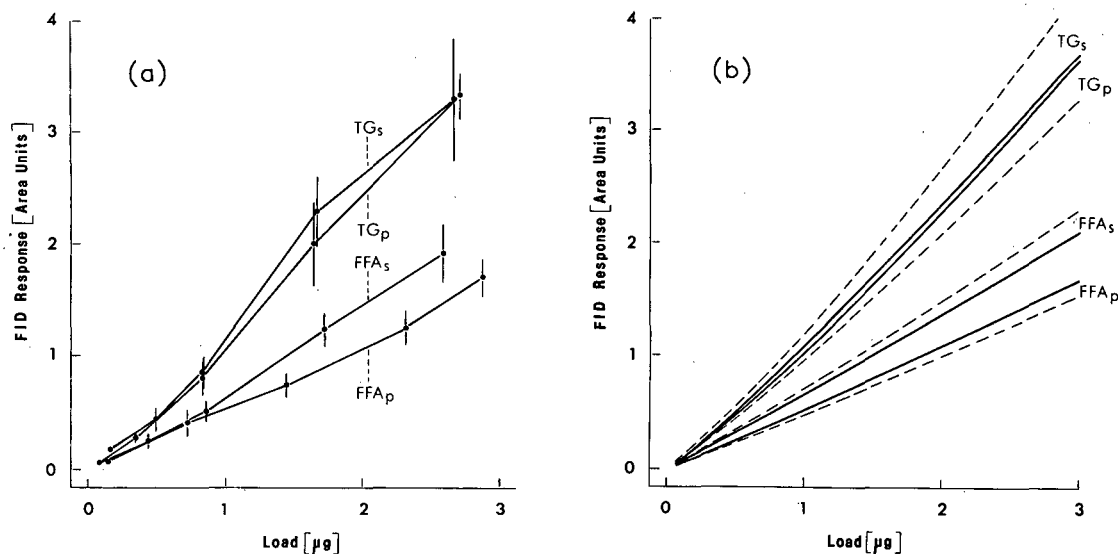 (a)
FID Response [Area Units]
4
3
2
1
0
TGs
TGp
FFAs
FFAp
0 1 2 3
Load [µg]
(b)
FID Response [Area Units]
4
3
2
1
0
TGs
TGp
FFAs
FFAp
0 1 2 3
Load [µg]